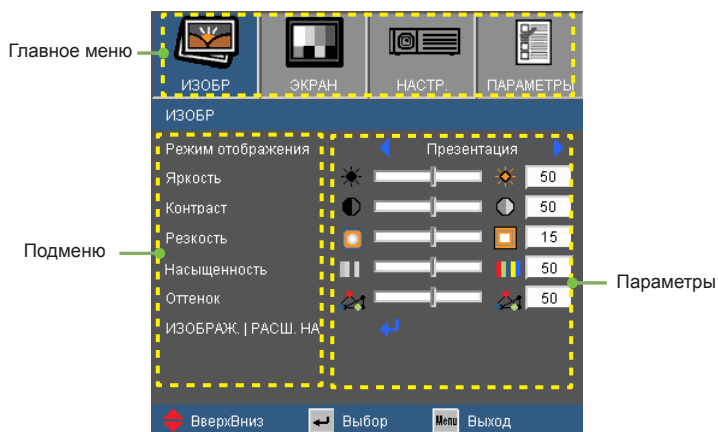 Главное меню
ИЗОБР ЭКРАН НАСТР. ПАРАМЕТРЫ
ИЗОБР
Режим отображения Презентация
Яркость 50
Контраст 50
Резкость 15
Подменю
Насыщенность 50
Параметры
Оттенок 50
ИЗОБРАЖ. | РАСШ. НА
ВверхВниз Выбор Menu Выход